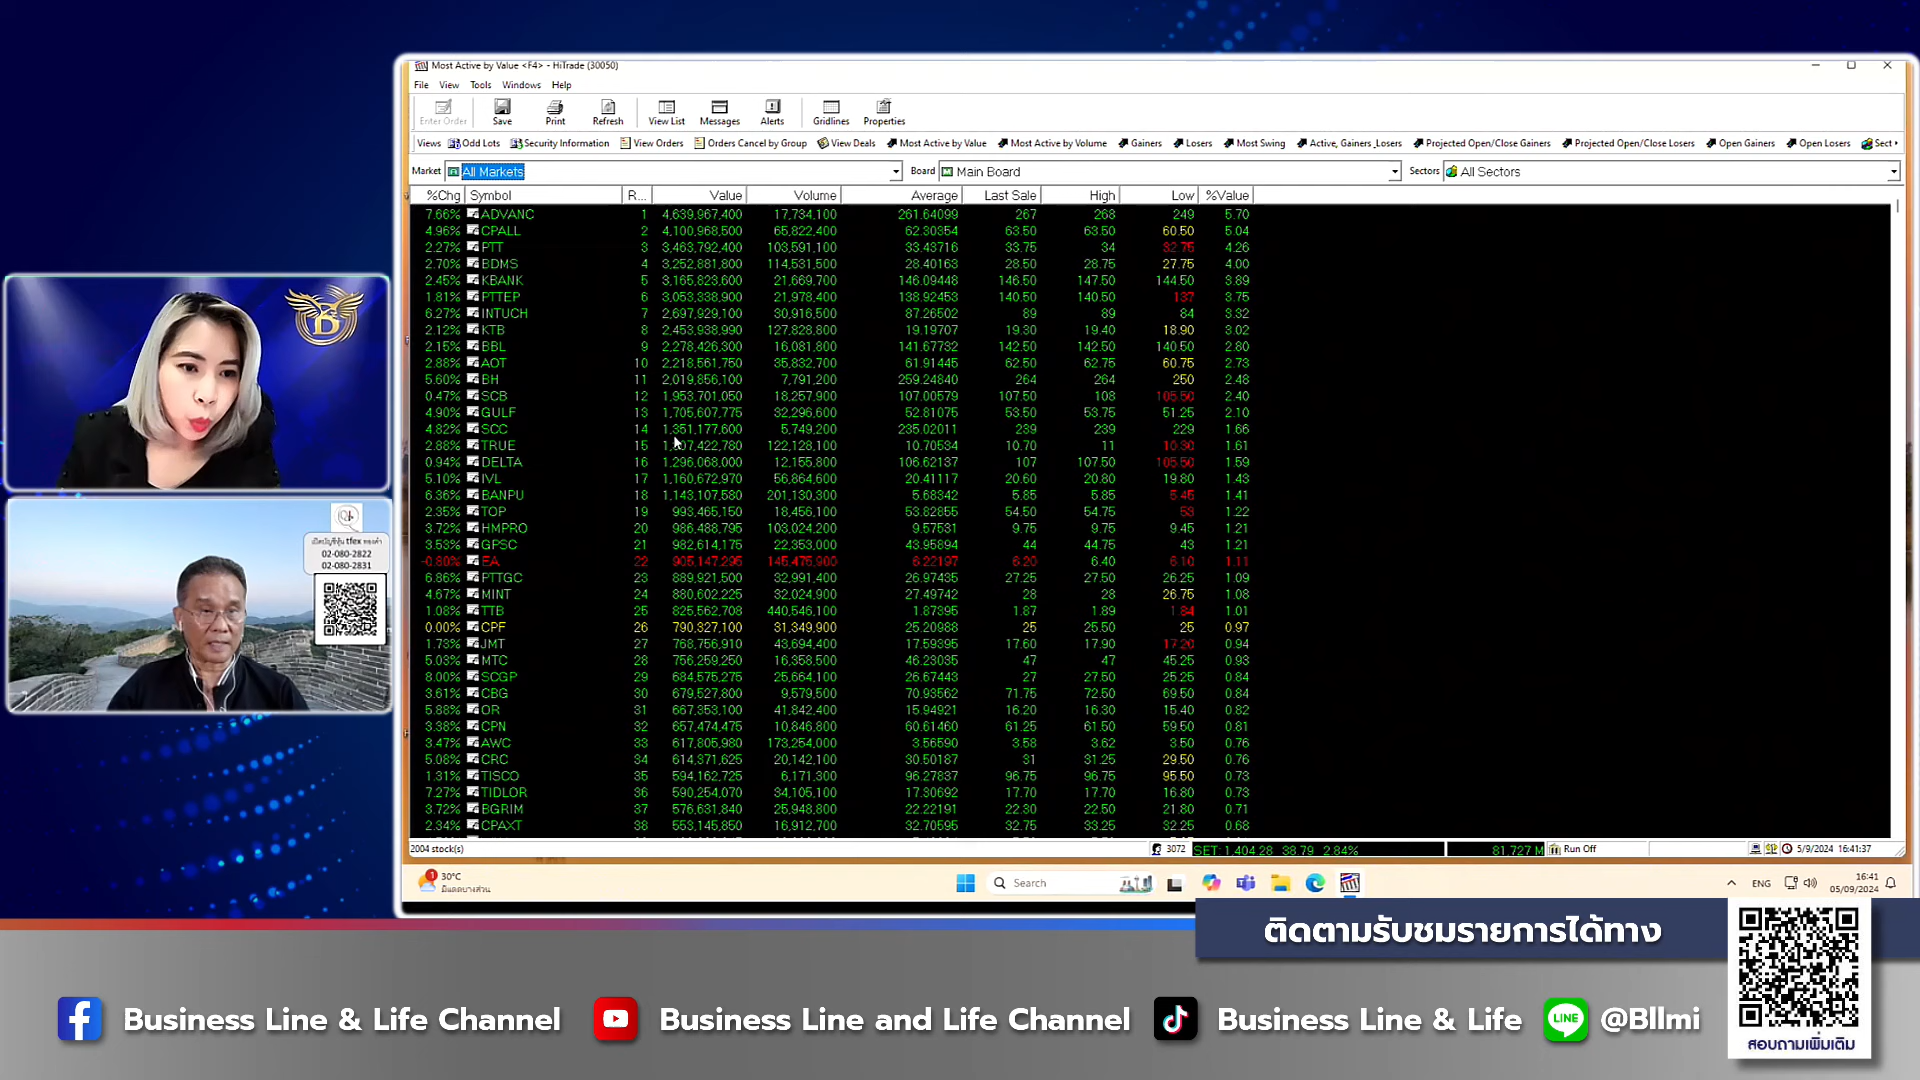 Most Active by Value <F4> - HiTrade (30050)
File View Tools Windows Help
Enter Order Save Print Refresh View List Messages Alerts Gridlines Properties
Views Odd Lots Security Information View Orders Orders Cancel by Group View Deals Most Active by Value Most Active by Volume Gainers Losers Most Swing Active, Gainers ,Losers Projected Open/Close Gainers Projected Open/Close Losers Open Gainers Open Losers Sect
Market All Markets Board Main Board Sectors All Sectors
%Chg Symbol R... Value Volume Average Last Sale High Low %Value
7.66% ADVANC 1 4,639,967,400 17,734,100 261.64099 267 268 249 5.70
4.96% CPALL 2 4,100,968,500 65,822,400 62.30354 63.50 63.50 60.50 5.04
2.27% PTT 3 3,463,792,400 103,591,100 33.43716 33.75 34 32.75 4.26
2.70% BDMS 4 3,252,881,800 114,531,500 28.40163 28.50 28.75 27.75 4.00
2.45% KBANK 5 3,165,823,600 21,669,700 146.09448 146.50 147.50 144.50 3.89
1.81% PTTEP 6 3,053,338,900 21,978,400 138.92453 140.50 140.50 137 3.75
6.27% INTUCH 7 2,697,929,100 30,916,500 87.26502 89 89 84 3.32
2.12% KTB 8 2,453,938,990 127,828,800 19.19707 19.30 19.40 18.90 3.02
2.15% BBL 9 2,278,426,300 16,081,800 141.67732 142.50 142.50 140.50 2.80
2.88% AOT 10 2,218,561,750 35,832,700 61.91445 62.50 62.75 60.75 2.73
5.60% BH 11 2,019,856,100 7,791,200 259.24840 264 264 250 2.48
0.47% SCB 12 1,953,701,050 18,257,900 107.00579 107.50 108 105.50 2.40
4.90% GULF 13 1,705,607,775 32,296,600 52.81075 53.50 53.75 51.25 2.10
4.82% SCC 14 1,351,177,600 5,749,200 235.02011 239 239 229 1.66
2.88% TRUE 15 122,128,100 10.70534 10.70 11 10.30 1.61
0.94% DELTA 16 1,296,068,000 12,155,800 106.62137 107 107.50 105.50 1.59
5.10% IVL 17 1,160,672,970 56,864,600 20.41117 20.60 20.80 19.80 1.43
6.36% BANPU 18 1,143,107,580 201,130,300 5.68342 5.85 5.85 5.45 1.41
2.35% TOP 19 993,465,150 18,456,100 53.82855 54.50 54.75 53 1.22
3.72% HMPRO 20 986,488,795 103,024,200 9.57531 9.75 9.75 9.45 1.21
3.53% GPSC 21 982,614,175 22,353,000 43.95894 44 44.75 43 1.21
-0.80% EA 22 905,147,295 145,475,900 6.22197 6.20 6.40 6.10 1.11
6.86% PTTGC 23 889,921,500 32,991,400 26.97435 27.25 27.50 26.25 1.09
4.67% MINT 24 880,602,225 32,024,900 27.49742 28 28 26.75 1.08
1.08% TTB 25 825,562,708 440,546,100 1.87395 1.87 1.89 1.84 1.01
0.00% CPF 26 790,327,100 31,349,900 25.20988 25 25.50 25 0.97
1.73% JMT 27 768,756,910 43,694,400 17.59395 17.60 17.90 17.20 0.94
5.03% MTC 28 756,259,250 16,358,500 46.23035 47 47 45.25 0.93
8.00% SCGP 29 684,575,275 25,664,100 26.67443 27 27.50 25.25 0.84
3.61% CBG 30 679,527,800 9,579,500 70.93562 71.75 72.50 69.50 0.84
5.88% OR 31 667,353,100 41,842,400 15.94921 16.20 16.30 15.40 0.82
3.38% CPN 32 657,474,475 10,846,800 60.61460 61.25 61.50 59.50 0.81
3.47% AWC 33 617,805,980 173,254,000 3.56590 3.58 3.62 3.50 0.76
5.08% CRC 34 614,371,625 20,142,100 30.50187 31 31.25 29.50 0.76
1.31% TISCO 35 594,162,725 6,171,300 96.27837 96.75 96.75 95.50 0.73
7.27% TIDLOR 36 590,254,070 34,105,100 17.30692 17.70 17.70 16.80 0.73
3.72% BGRIM 37 576,631,840 25,948,800 22.22191 22.30 22.50 21.80 0.71
2.34% CPAXT 38 553,145,850 16,912,700 32.70595 32.75 33.25 32.25 0.68
2004 stock(s) 3072 SET: 1,404.28 38.79 2.84% 81,727 M Run Off 5/9/2024 16:41:37
1 30°C
มีแดดบางส่วน
Search
ENG 16:41
05/09/2024
เปิดบัญชีหุ้น tfex ทองคำ
02-080-2822
02-080-2831
ติดตามรับชมรายการได้ทาง
Business Line & Life Channel
Business Line and Life Channel
Business Line & Life
LINE @Bllmi
สอบถามเพิ่มเติม